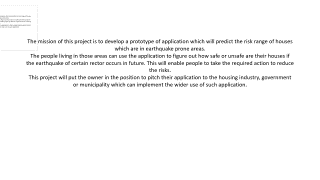 The mission of this project is to develop a prototype of application which will predict the risk range of houses
which are in earthquake prone areas.
The people living in those areas can use the application to figure out how safe or unsafe are their houses if
the earthquake of certain rector occurs in future. This will enable people to take the required action to reduce
the risks.
This project will put the owner in the position to pitch their application to the housing industry, government
or municipality which can implement the wider use of such application.